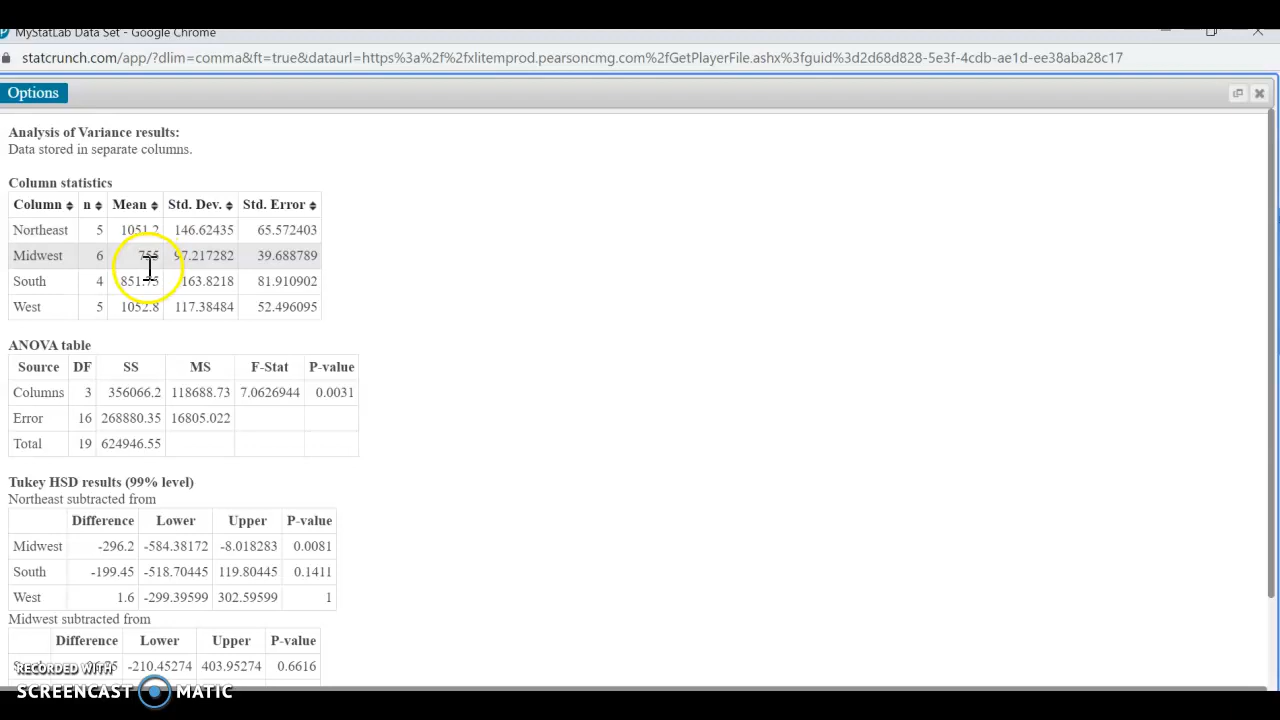 MyStatLab Data Set - Google Chrome
statcrunch.com/app/?dlim=comma&ft=true&dataurl=https%3a%2f%2fxlitemprod.pearsoncmg.com%2fGetPlayerFile.ashx%3fguid%3d2d68d828-5e3f-4cdb-ae1d-ee38aba28c17
Options
Analysis of Variance results:
Data stored in separate columns.
Column statistics
Column n Mean Std. Dev. Std. Error
Northeast 5 1051.2 146.62435 65.572403
Midwest 6 755 97.217282 39.688789
South 4 851.75 163.8218 81.910902
West 5 1052.8 117.38484 52.496095
ANOVA table
Source DF SS MS F-Stat P-value
Columns 3 356066.2 118688.73 7.0626944 0.0031
Error 16 268880.35 16805.022
Total 19 624946.55
Tukey HSD results (99% level)
Northeast subtracted from
Difference Lower Upper P-value
Midwest -296.2 -584.38172 -8.018283 0.0081
South -199.45 -518.70445 119.80445 0.1411
West 1.6 -299.39599 302.59599 1
Midwest subtracted from
Difference Lower Upper P-value
-210.45274 403.95274 0.6616
RECORDED WITH
SCREENCAST MATIC